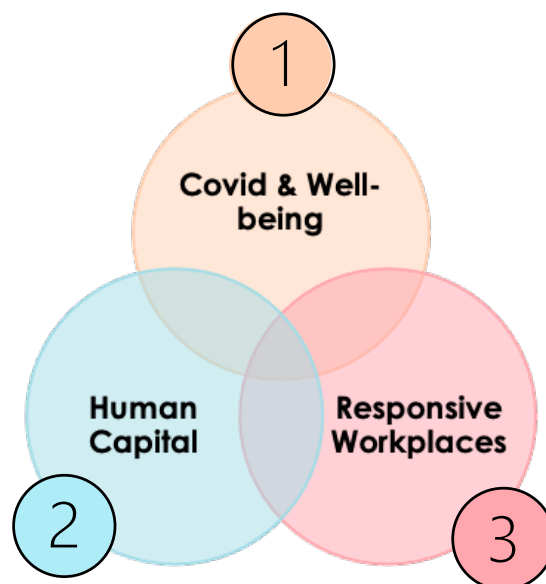 1
Covid & Well-
being
Human
Capital
Responsive
Workplaces
2
3